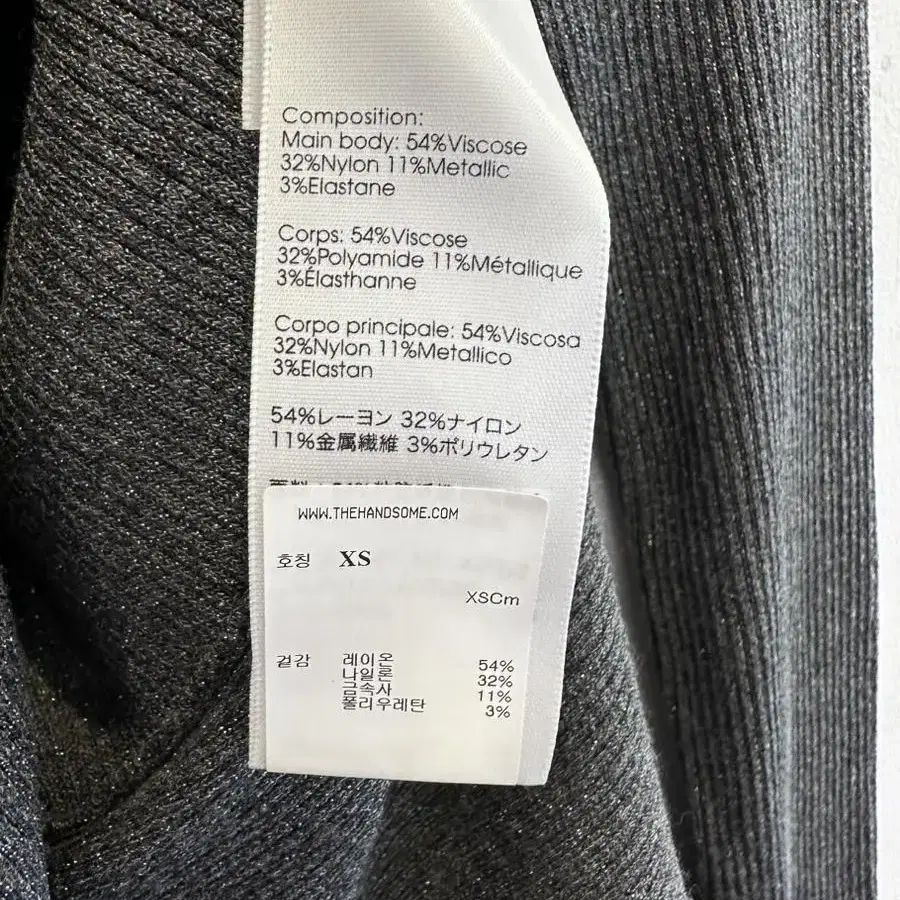 Composition:
Main body: 54%Viscose
32%Nylon 11%Metallic
3%Elastane
Corps: 54%Viscose
32%Polyamide 11%Métallique
3%Élasthanne
Corpo principale: 54%Viscosa
32%Nylon 11%Metallico
3%Elastan
54%レーヨン 32%ナイロン
11%金属繊維 3%ポリウレタン
WWW.THEHANDSOME.COM
호칭 XS
XSCm
겉감 레이온 54%
나일론 32%
금속사 11%
폴리우레탄 3%